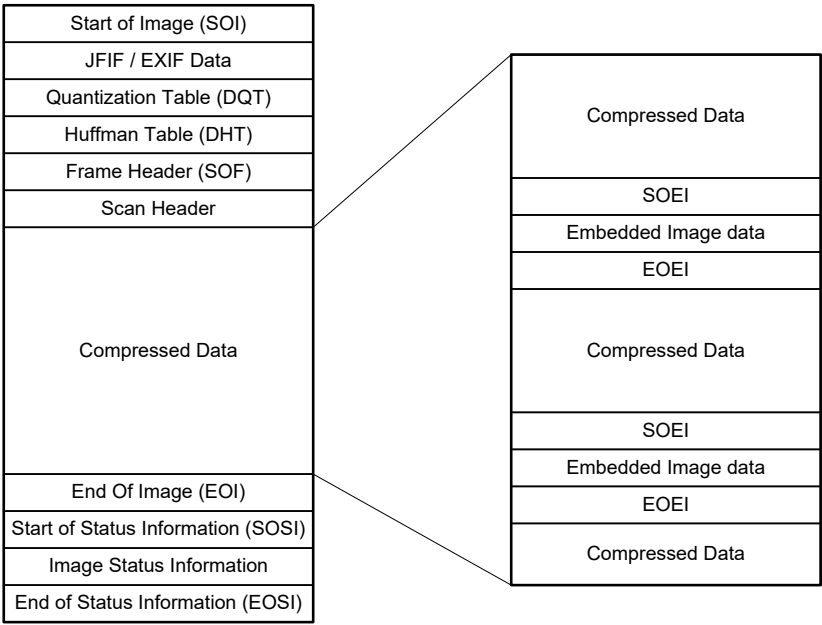 Start of Image (SOI)
JFIF / EXIF Data
Quantization Table (DQT)
Huffman Table (DHT)
Frame Header (SOF)
Scan Header
Compressed Data
End Of Image (EOI)
Start of Status Information (SOSI)
Image Status Information
End of Status Information (EOSI)
Compressed Data
SOEI
Embedded Image data
EOEI
Compressed Data
SOEI
Embedded Image data
EOEI
Compressed Data